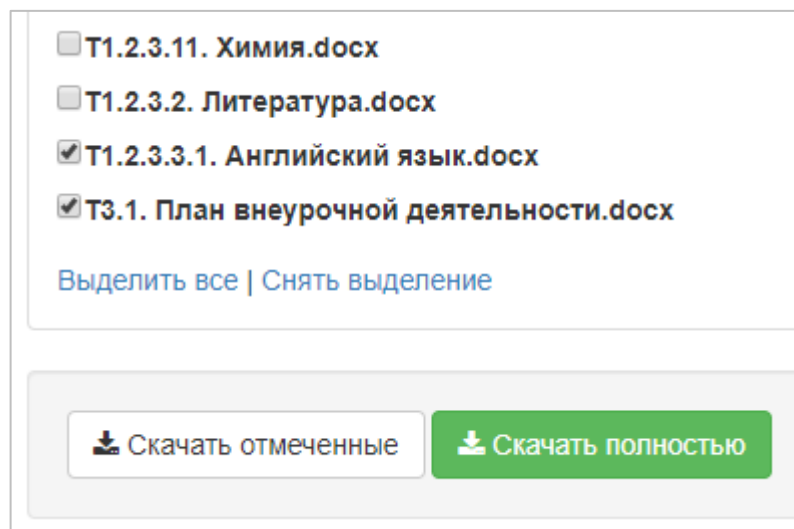 Т1.2.3.11. Химия.docx
Т1.2.3.2. Литература.docx
Т1.2.3.3.1. Английский язык.docx
Т3.1. План внеурочной деятельности.docx
Выделить все | Снять выделение
Скачать отмеченные Скачать полностью